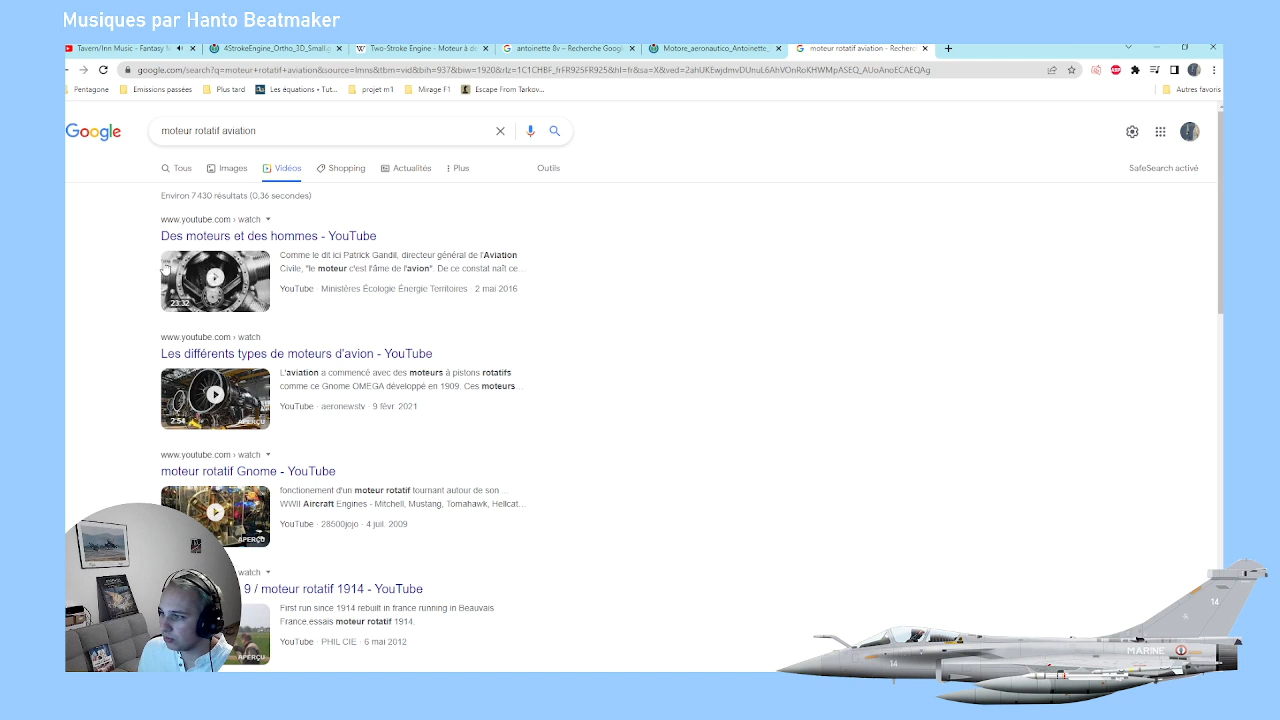 Musiques par Hanto Beatmaker
Tavern/Inn Music - Fantasy M
4StrokeEngine_Ortho_3D_Small.g
Two-Stroke Engine - Moteur à de
antoinette 8v – Recherche Google
Motore_aeronautico_Antoinette_
moteur rotatif aviation - Recherc
google.com/search?q=moteur+rotatif+aviation&source=lmns&tbm=vid&bih=937&biw=1920&rlz=1C1CHBF_frFR925FR925&hl=fr&sa=X&ved=2ahUKEwjdmvDUnuL6AhVOnRoKHWMpASEQ_AUoAnoECAEQAg
Pentagone
Emissions passées
Plus tard
Les équations • Tut...
projet m1
Mirage F1
Escape From Tarkov...
Autres favoris
Google
moteur rotatif aviation
Tous
Images
Vidéos
Shopping
Actualités
Plus
Outils
SafeSearch activé
Environ 7 430 résultats (0,36 secondes)
www.youtube.com › watch
Des moteurs et des hommes - YouTube
Comme le dit ici Patrick Gandil, directeur général de l'Aviation
Civile, "le moteur c'est l'âme de l'avion". De ce constat naît ce...
23:32
YouTube · Ministères Écologie Énergie Territoires · 2 mai 2016
www.youtube.com › watch
Les différents types de moteurs d'avion - YouTube
L'aviation a commencé avec des moteurs à pistons rotatifs
comme ce Gnome OMEGA développé en 1909. Ces moteurs...
2:54
APERÇU
YouTube · aeronewstv · 9 févr. 2021
www.youtube.com › watch
moteur rotatif Gnome - YouTube
fonctionement d'un moteur rotatif tournant autour de son ...
WWII Aircraft Engines - Mitchell, Mustang, Tomahawk, Hellcat...
APERÇU
YouTube · 28500jojo · 4 juil. 2009
watch
9 / moteur rotatif 1914 - YouTube
First run since 1914 rebuilt in france running in Beauvais
France.essais moteur rotatif 1914.
APERÇU
YouTube · PHIL CIE · 6 mai 2012
14
14
MARINE